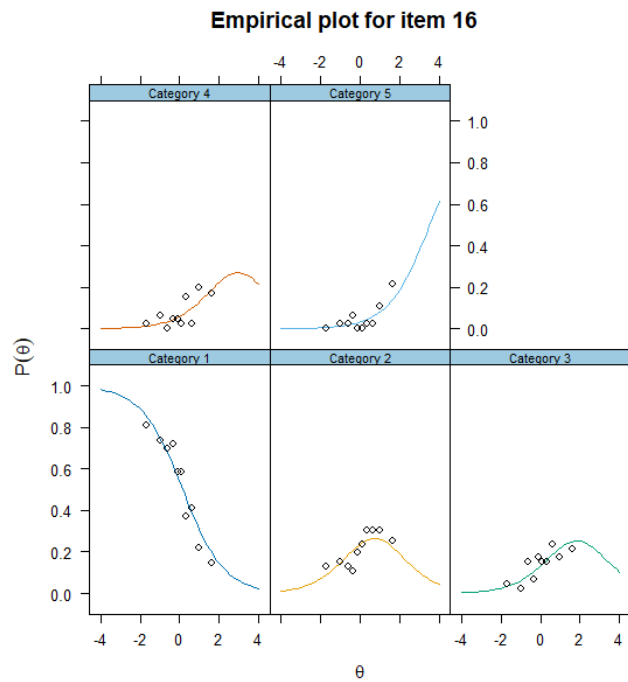 Empirical plot for item 16
-4 -2 0 2 4
Category 4 Category 5
1.0
0.8
0.6
0.4
0.2
0.0
P(θ)
Category 1 Category 2 Category 3
1.0
0.8
0.6
0.4
0.2
0.0
-4 -2 0 2 4 -4 -2 0 2 4
θ